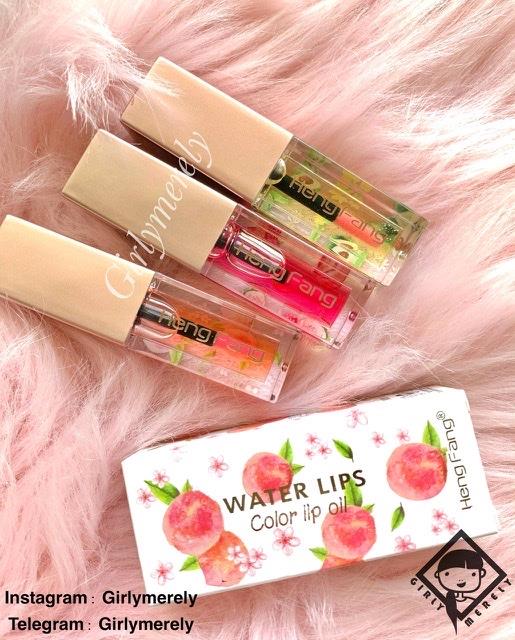 Girlymerely
Heng Fang
Heng Fang
Heng Fang
WATER LIPS
Color lip oil
Heng Fang®
GIRLY MERELY
Instagram : Girlymerely
Telegram : Girlymerely